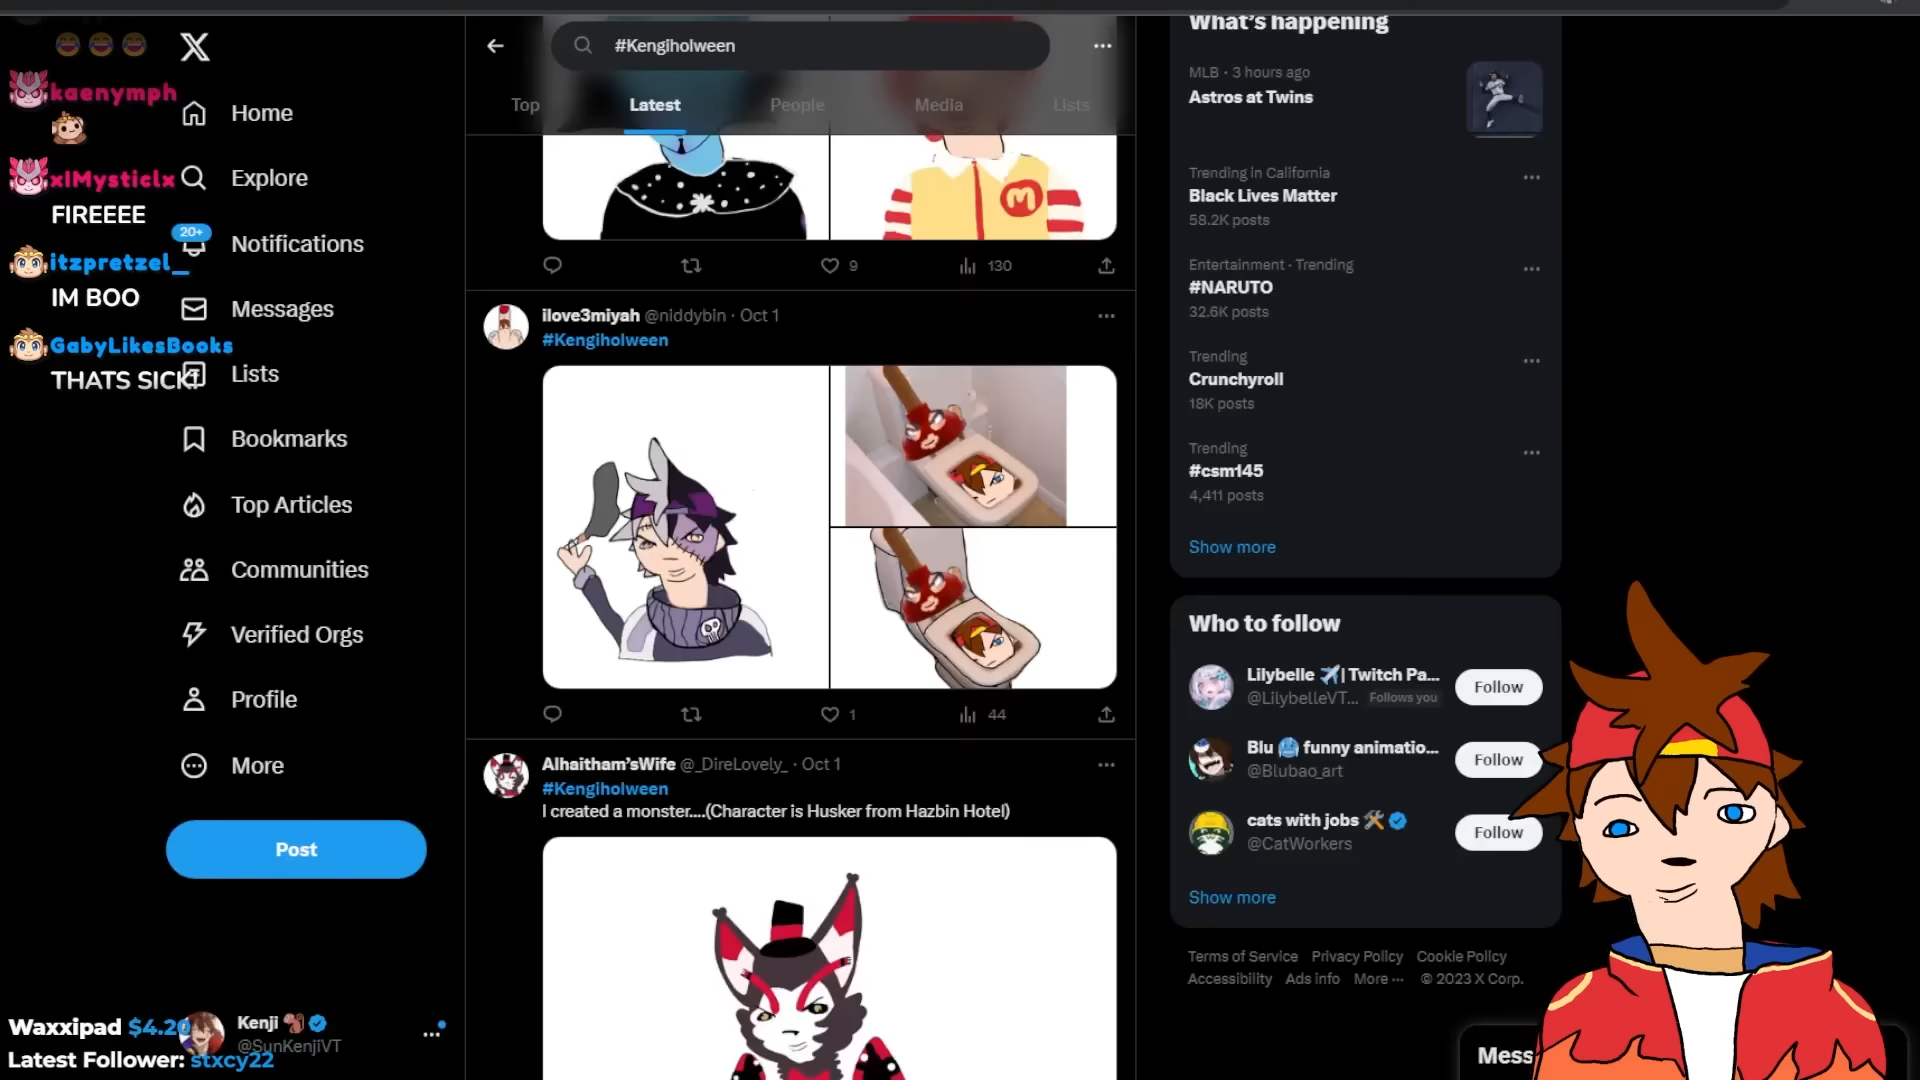 kaenymph
xIMysticIx
FIREEEE
itzpretzel_
IM BOO
GabyLikesBooks
THATS SICK
Home
Explore
20+
Notifications
Messages
Lists
Bookmarks
Top Articles
Communities
Verified Orgs
Profile
More
Post
Waxxipad $4.20
Kenji
@SunKenjiVT
Latest Follower: stxcy22
#Kengiholween
Top
Latest
People
Media
Lists
M
9
130
ilove3miyah @niddybin · Oct 1
#Kengiholween
1
44
Alhaitham'sWife @_DireLovely_ · Oct 1
#Kengiholween
I created a monster....(Character is Husker from Hazbin Hotel)
What's happening
MLB · 3 hours ago
Astros at Twins
Trending in California
Black Lives Matter
58.2K posts
Entertainment · Trending
#NARUTO
32.6K posts
Trending
Crunchyroll
18K posts
Trending
#csm145
4,411 posts
Show more
Who to follow
Lilybelle ✈️| Twitch Pa...
@LilybelleVT... Follows you
Follow
Blu 🥶 funny animatio...
@Blubao_art
Follow
cats with jobs 🛠
@CatWorkers
Follow
Show more
Terms of Service Privacy Policy Cookie Policy
Accessibility Ads info More ··· © 2023 X Corp.
Mess